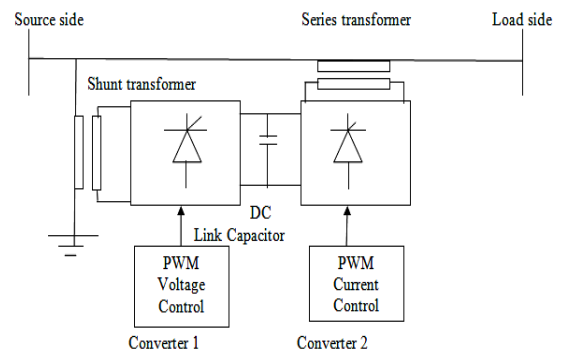 Source side
Series transformer
Load side
Shunt transformer
DC
Link Capacitor
PWM
Voltage
Control
PWM
Current
Control
Converter 1
Converter 2